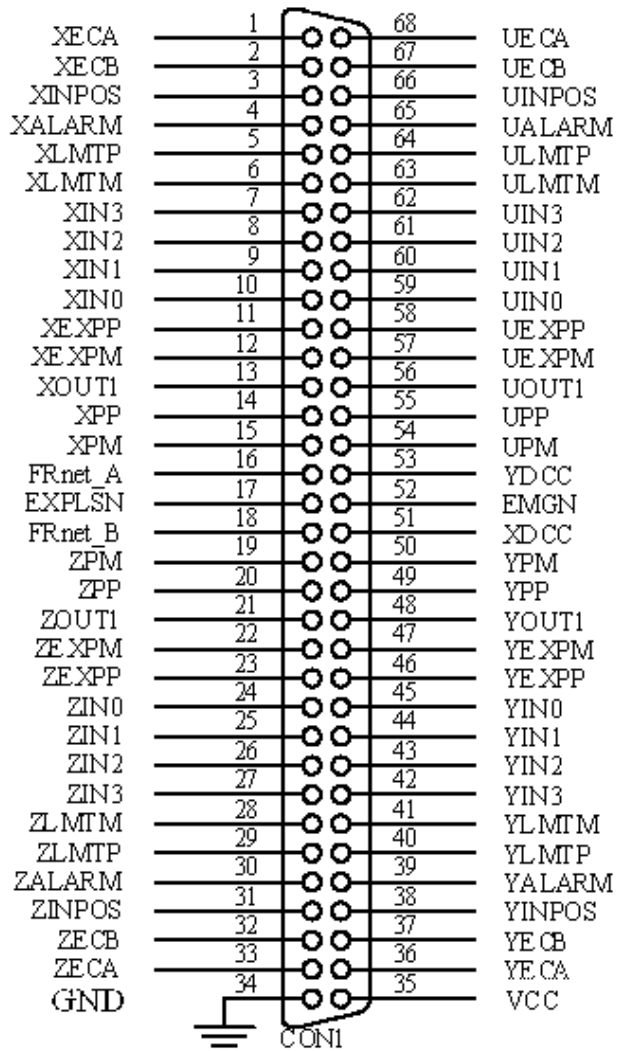 XECA 1 68 UECA
XECB 2 67 UECB
XINPOS 3 66 UINPOS
XALARM 4 65 UALARM
XLMTP 5 64 ULMTP
XLMTM 6 63 ULMTM
XIN3 7 62 UIN3
XIN2 8 61 UIN2
XIN1 9 60 UIN1
XIN0 10 59 UIN0
XEXPP 11 58 UEXPP
XEXPM 12 57 UEXPM
XOUT1 13 56 UOUT1
XPP 14 55 UPP
XPM 15 54 UPM
FRnet_A 16 53 YDCC
EXPLSN 17 52 EMGN
FRnet_B 18 51 XDCC
ZPM 19 50 YPM
ZPP 20 49 YPP
ZOUT1 21 48 YOUT1
ZEXPM 22 47 YEXPM
ZEXPP 23 46 YEXPP
ZIN0 24 45 YIN0
ZIN1 25 44 YIN1
ZIN2 26 43 YIN2
ZIN3 27 42 YIN3
ZLMTM 28 41 YLMTM
ZLMTP 29 40 YLMTP
ZALARM 30 39 YALARM
ZINPOS 31 38 YINPOS
ZECB 32 37 YECB
ZECA 33 36 YECA
GND 34 35 VCC
CON1